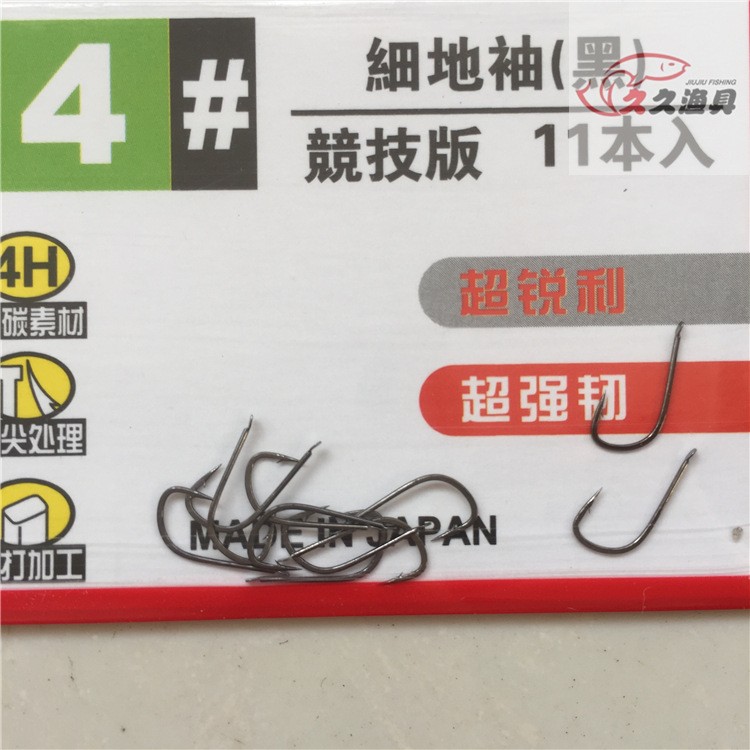 4 # 細地袖(黑)
JIUJIU FISHING
久久渔具
競技版 11本入
4H
碳素材
超锐利
T
尖处理
超强韧
打加工
MADE IN JAPAN